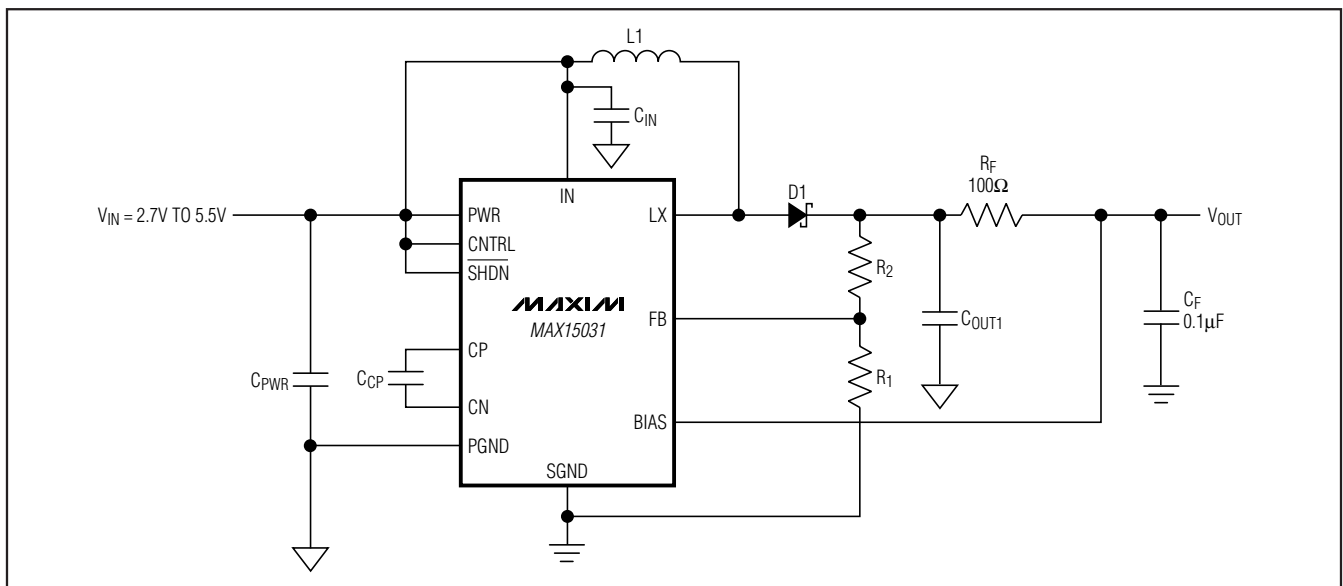 L1
C_IN
R_F
100Ω
D1
IN
V_IN = 2.7V TO 5.5V
PWR
LX
V_OUT
CNTRL
SHDN
R_2
MAXIM
MAX15031
FB
C_OUT1
C_F
0.1µF
CP
C_PWR
C_CP
R_1
CN
BIAS
PGND
SGND